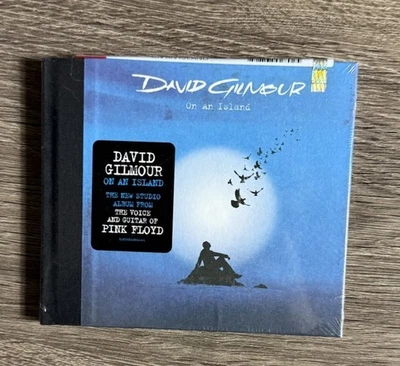 DAVID GILMOUR
On An Island
DAVID
GILMOUR
ON AN ISLAND
THE NEW STUDIO
ALBUM FROM
THE VOICE
AND GUITAR OF
PINK FLOYD